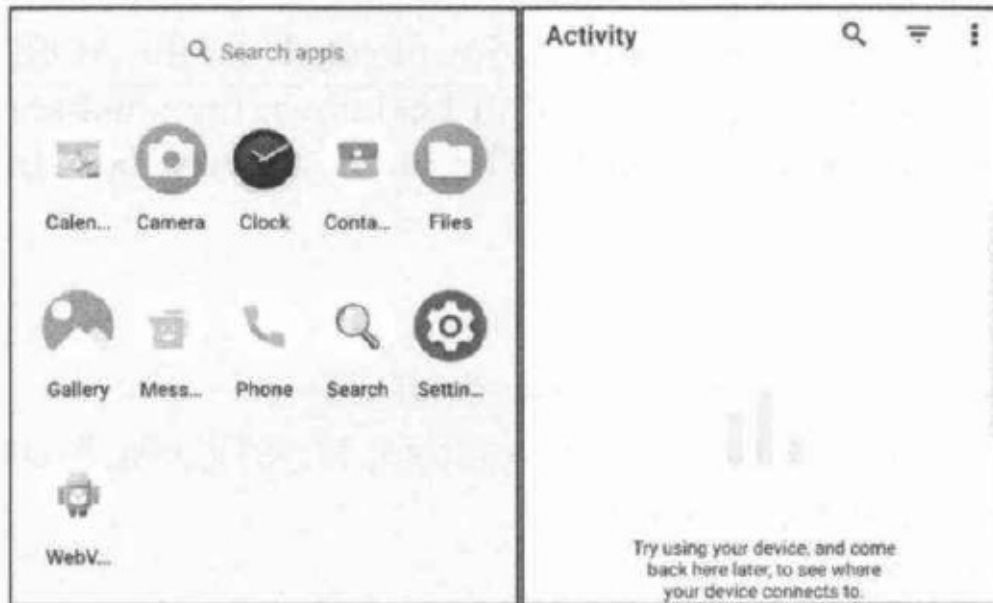 Search apps
Calen... Camera Clock Conta... Files
Gallery Mess... Phone Search Settin...
WebV...
Activity
Try using your device, and come
back here later, to see where
your device connects to.